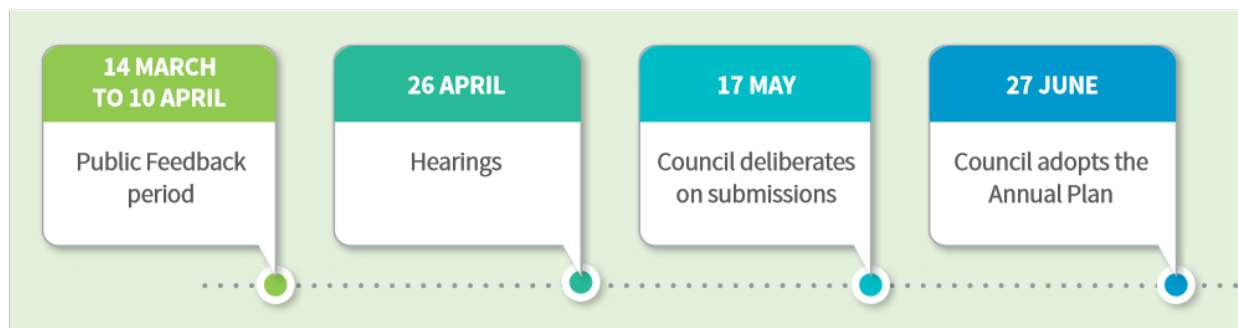 14 MARCH
TO 10 APRIL
Public Feedback
period
26 APRIL
Hearings
17 MAY
Council deliberates
on submissions
27 JUNE
Council adopts the
Annual Plan